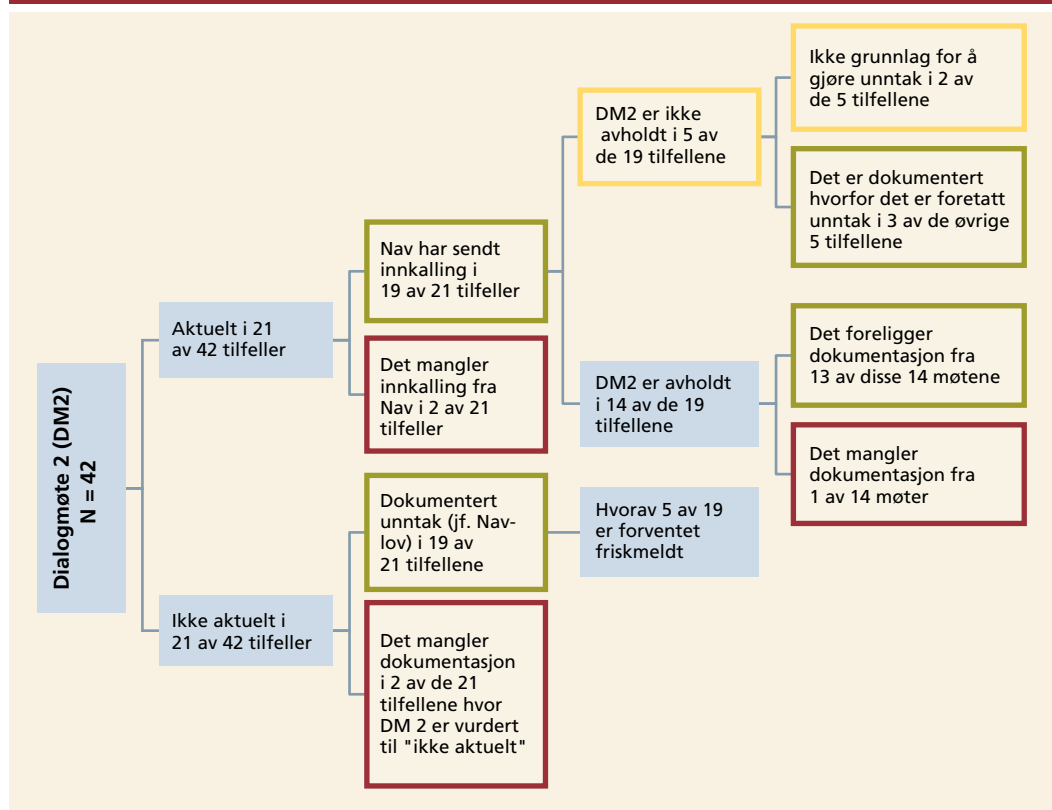 Dialogmøte 2 (DM2)
N = 42
Aktuelt i 21
av 42 tilfeller
Nav har sendt
innkalling i
19 av 21 tilfeller
DM2 er ikke
avholdt i 5 av
de 19 tilfellene
Ikke grunnlag for å
gjøre unntak i 2 av
de 5 tilfellene
Det er dokumentert
hvorfor det er foretatt
unntak i 3 av de øvrige
5 tilfellene
DM2 er avholdt
i 14 av de 19
tilfellene
Det foreligger
dokumentasjon fra
13 av disse 14 møtene
Det mangler
dokumentasjon fra
1 av 14 møter
Det mangler
innkalling fra
Nav i 2 av 21
tilfeller
Ikke aktuelt i
21 av 42 tilfeller
Dokumentert
unntak (jf. Nav-
lov) i 19 av
21 tilfellene
Hvorav 5 av 19
er forventet
friskmeldt
Det mangler
dokumentasjon
i 2 av de 21
tilfellene hvor
DM 2 er vurdert
til "ikke aktuelt"